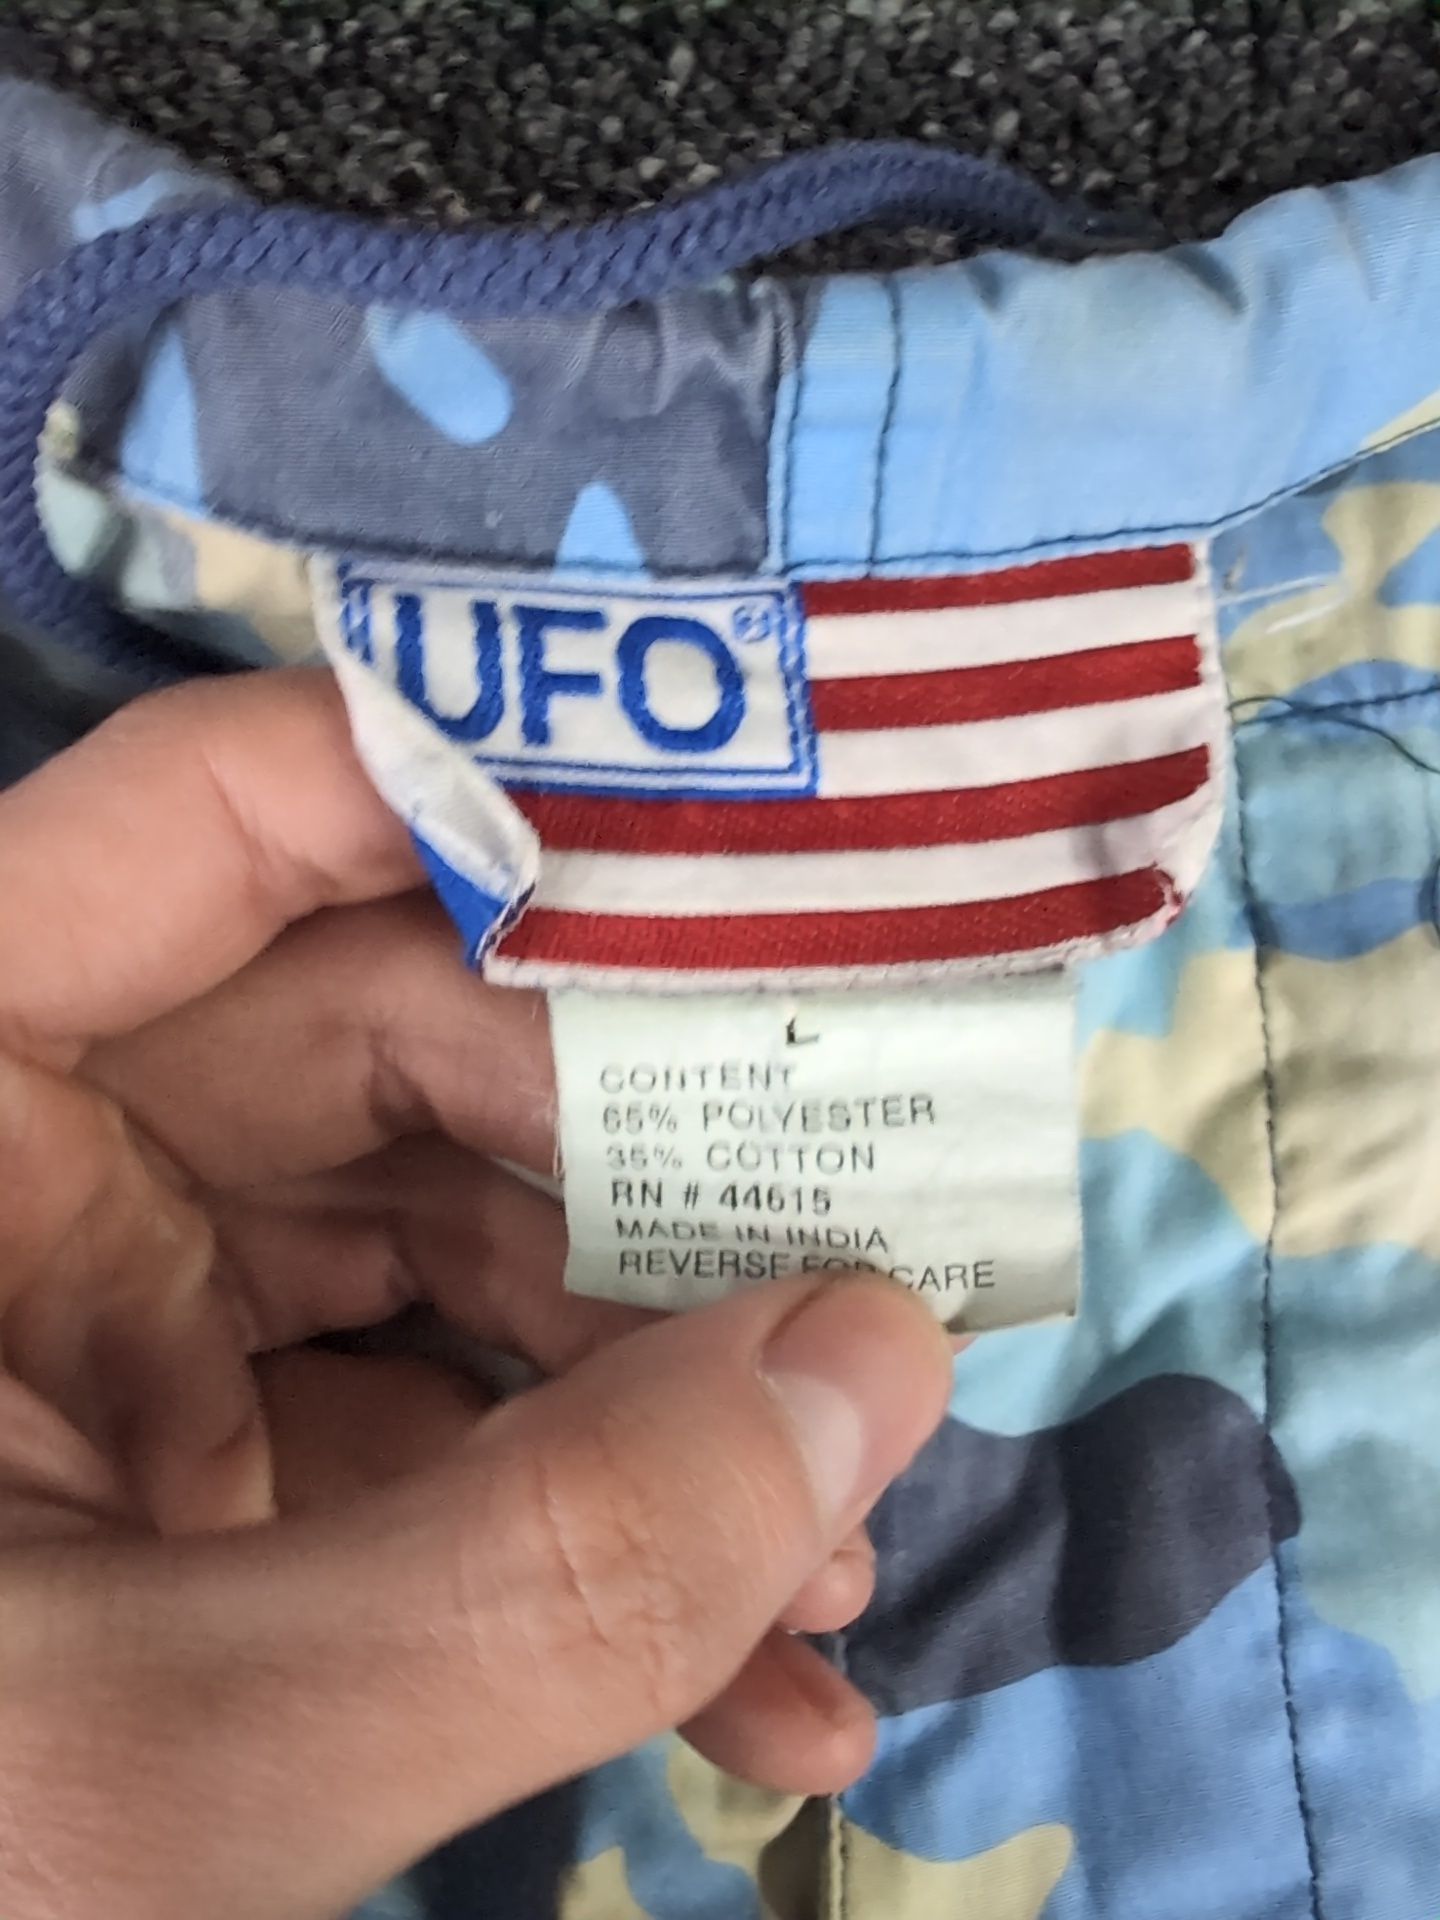 UFO®
L
CONTENT
65% POLYESTER
35% COTTON
RN # 44615
MADE IN INDIA
REVERSE FOR CARE